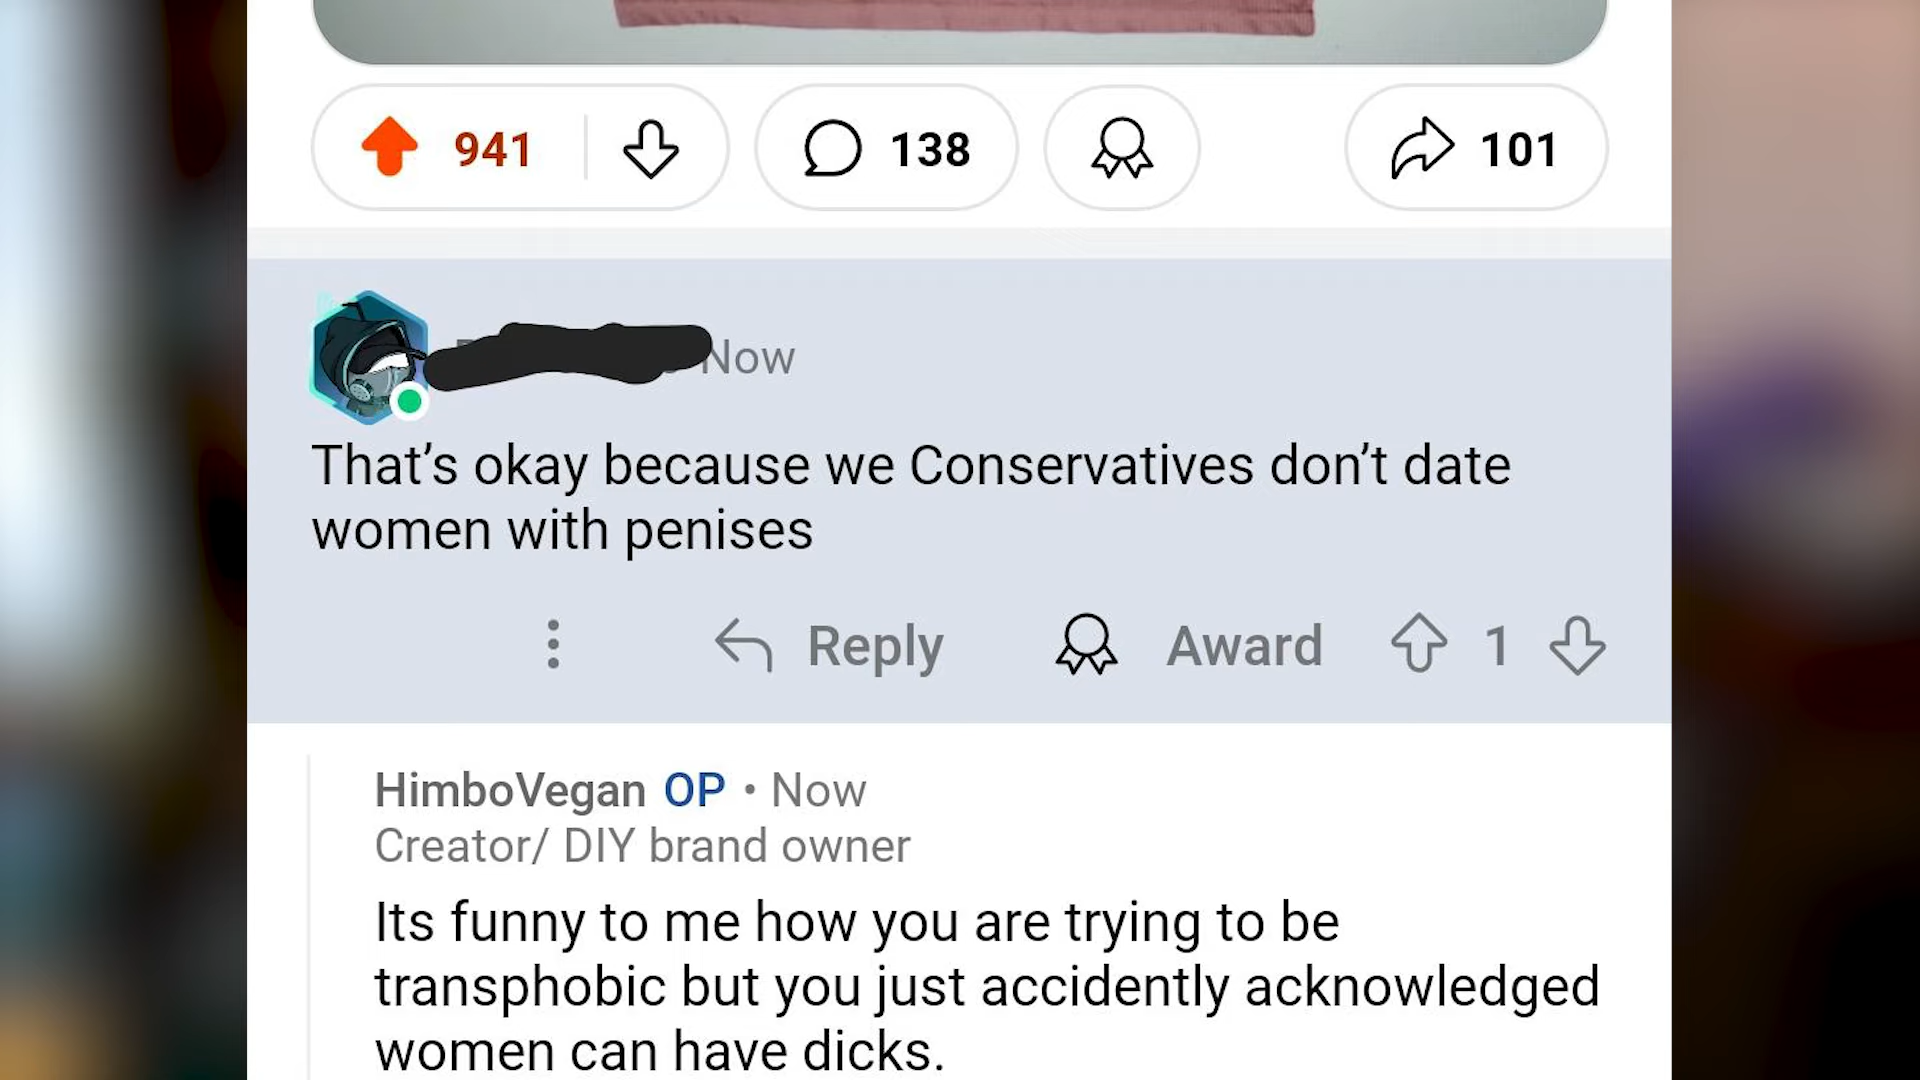 941 138 101
Now
That's okay because we Conservatives don't date
women with penises
Reply Award 1
HimboVegan OP • Now
Creator/ DIY brand owner
Its funny to me how you are trying to be
transphobic but you just accidently acknowledged
women can have dicks.